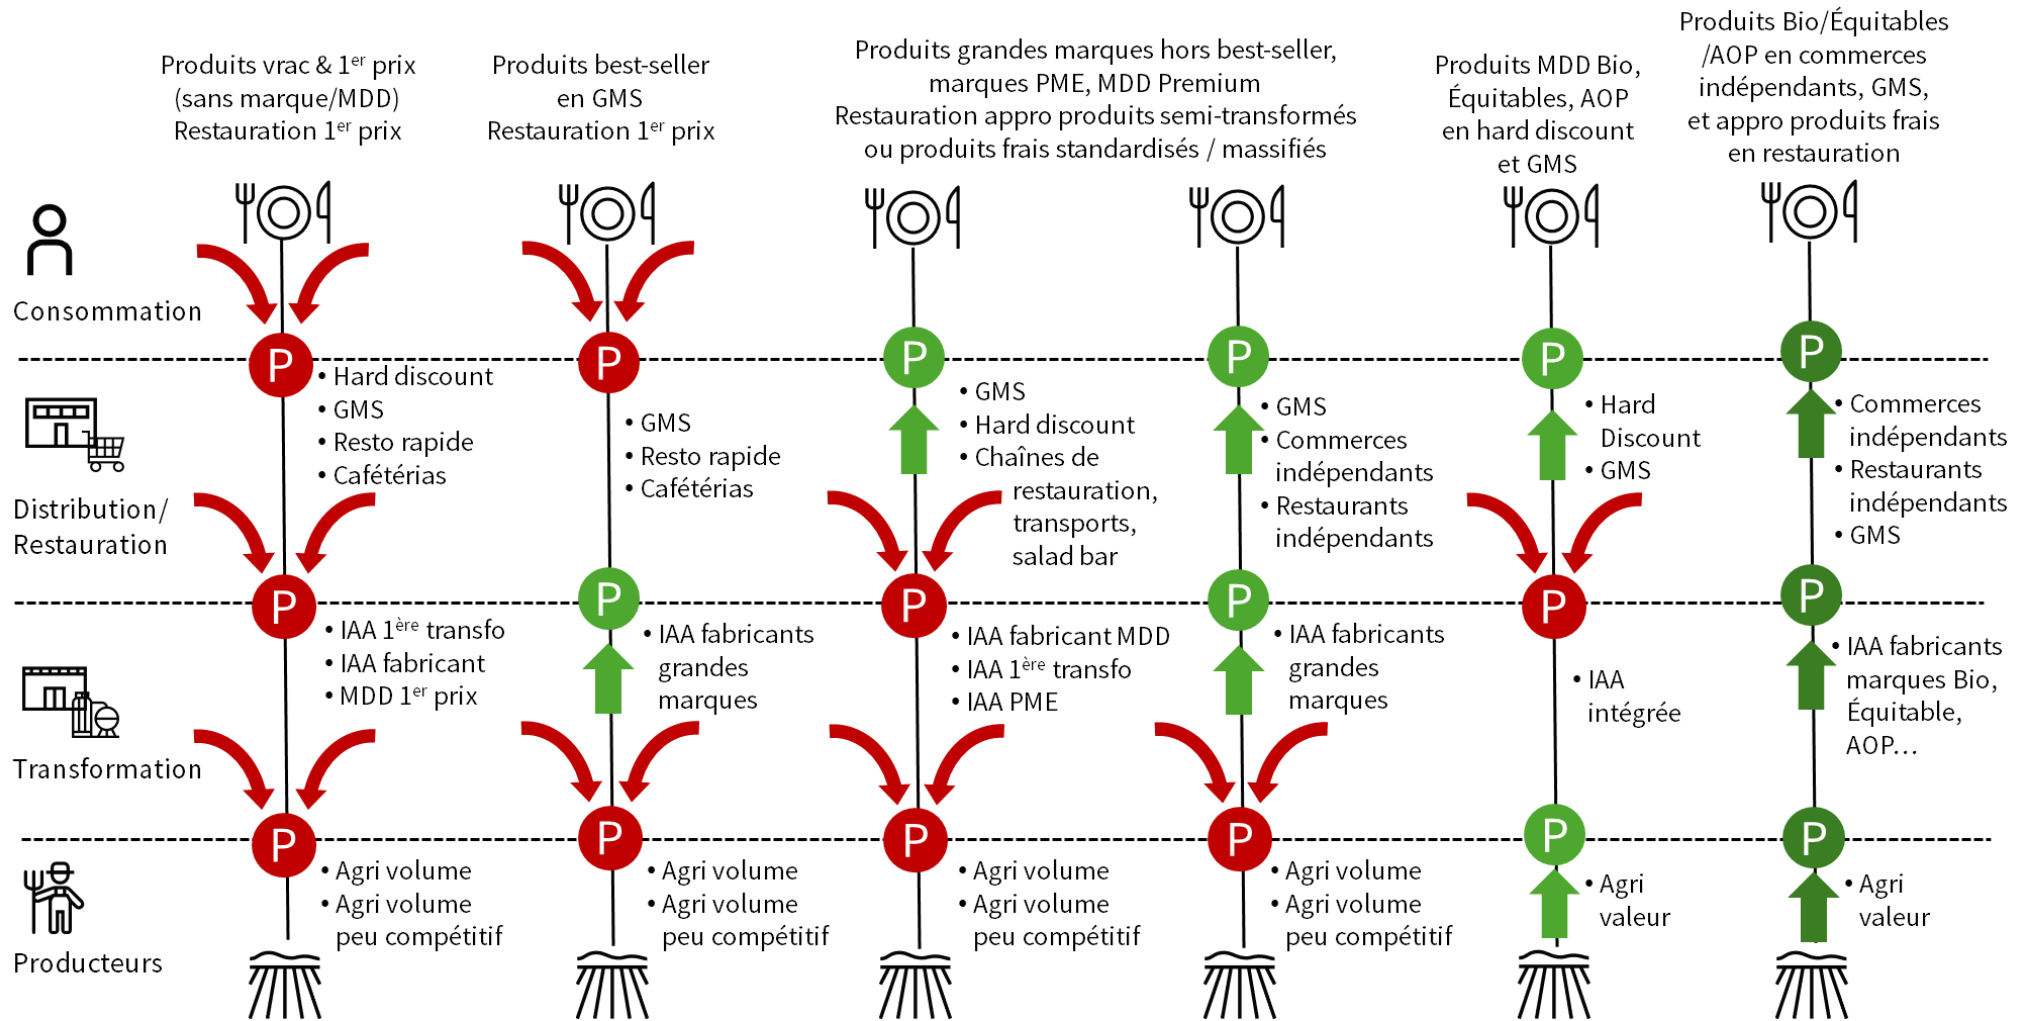 Produits vrac & 1er prix
(sans marque/MDD)
Restauration 1er prix
Produits best-seller
en GMS
Restauration 1er prix
Produits grandes marques hors best-seller,
marques PME, MDD Premium
Restauration appro produits semi-transformés
ou produits frais standardisés / massifiés
Produits MDD Bio,
Équitables, AOP
en hard discount
et GMS
Produits Bio/Équitables
/AOP en commerces
indépendants, GMS,
et appro produits frais
en restauration
Consommation
P
P
P
P
P
P
Distribution/
Restauration
• Hard discount
• GMS
• Resto rapide
• Cafétérias
• GMS
• Resto rapide
• Cafétérias
• GMS
• Hard discount
• Chaînes de
restauration,
transports,
salad bar
• GMS
• Commerces
indépendants
• Restaurants
indépendants
• Hard
Discount
• GMS
• Commerces
indépendants
• Restaurants
indépendants
• GMS
P
P
P
P
P
P
Transformation
• IAA 1ère transfo
• IAA fabricant
• MDD 1er prix
• IAA fabricants
grandes
marques
• IAA fabricant MDD
• IAA 1ère transfo
• IAA PME
• IAA fabricants
grandes
marques
• IAA
intégrée
• IAA fabricants
marques Bio,
Équitable,
AOP...
P
P
P
P
P
P
Producteurs
• Agri volume
• Agri volume
peu compétitif
• Agri volume
• Agri volume
peu compétitif
• Agri volume
• Agri volume
peu compétitif
• Agri volume
• Agri volume
peu compétitif
• Agri
valeur
• Agri
valeur